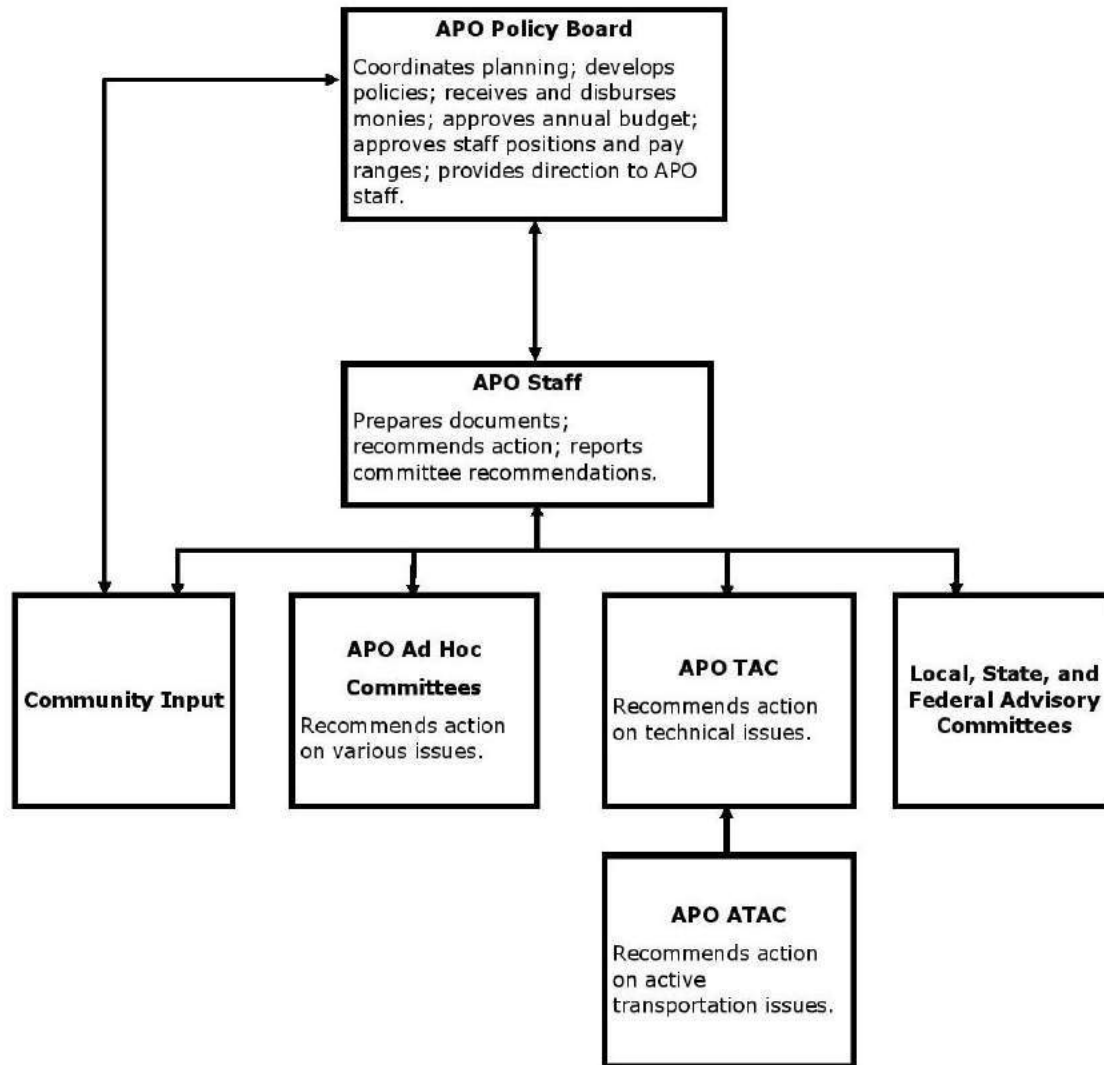 APO Policy Board
Coordinates planning; develops
policies; receives and disburses
monies; approves annual budget;
approves staff positions and pay
ranges; provides direction to APO
staff.
APO Staff
Prepares documents;
recommends action; reports
committee recommendations.
Community Input
APO Ad Hoc
Committees
Recommends action
on various issues.
APO TAC
Recommends action
on technical issues.
Local, State, and
Federal Advisory
Committees
APO ATAC
Recommends action
on active
transportation issues.